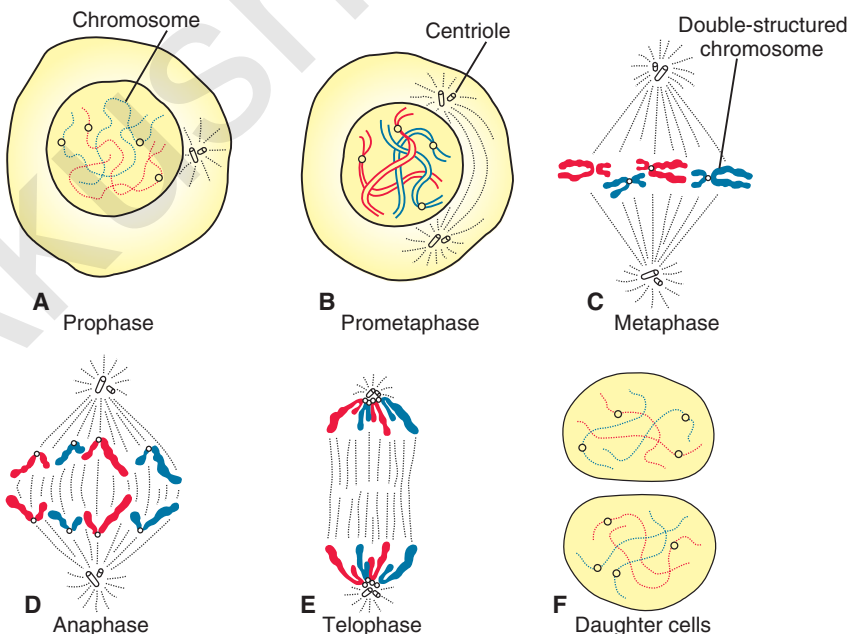 Chromosome
Centriole
Double-structured
chromosome
A
Prophase
B
Prometaphase
C
Metaphase
D
Anaphase
E
Telophase
F
Daughter cells